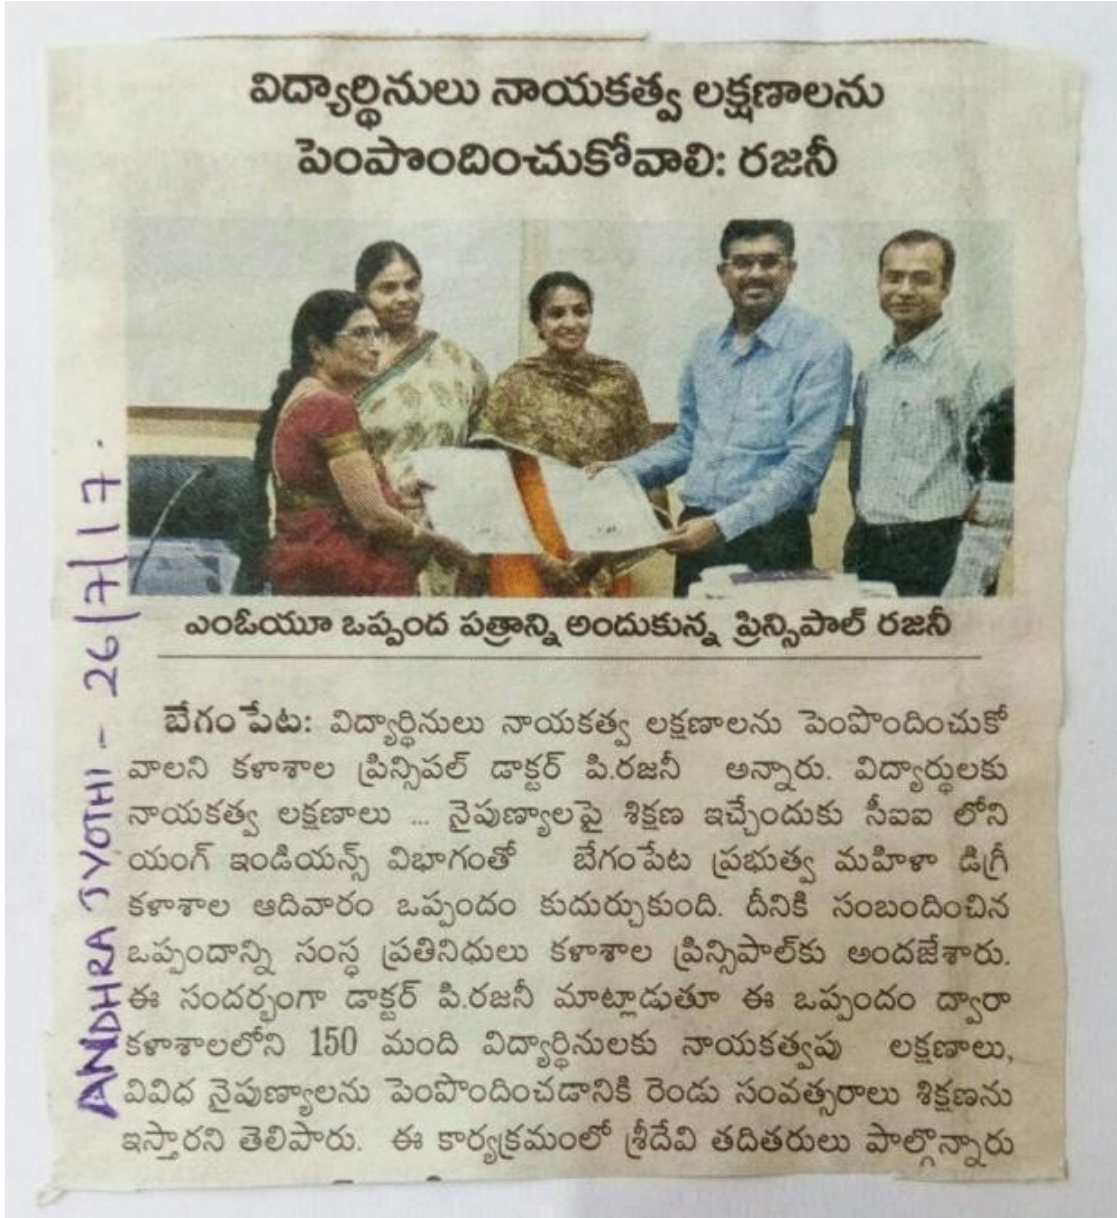 విద్యార్థినులు నాయకత్వ లక్షణాలను
పెంపొందించుకోవాలి: రజనీ
ఎంఓయూ ఒప్పంద పత్రాన్ని అందుకున్న ప్రిన్సిపాల్ రజనీ
బేగంపేట: విద్యార్థినులు నాయకత్వ లక్షణాలను పెంపొందించుకో
వాలని కళాశాల ప్రిన్సిపల్ డాక్టర్ పి.రజనీ అన్నారు. విద్యార్థులకు
నాయకత్వ లక్షణాలు ... నైపుణ్యాలపై శిక్షణ ఇచ్చేందుకు సీఐఐ లోని
యంగ్ ఇండియన్స్ విభాగంతో బేగంపేట ప్రభుత్వ మహిళా డిగ్రీ
కళాశాల ఆదివారం ఒప్పందం కుదుర్చుకుంది. దీనికి సంబందించిన
ఒప్పందాన్ని సంస్థ ప్రతినిధులు కళాశాల ప్రిన్సిపాల్‌కు అందజేశారు.
ఈ సందర్భంగా డాక్టర్ పి.రజనీ మాట్లాడుతూ ఈ ఒప్పందం ద్వారా
కళాశాలలోని 150 మంది విద్యార్థినులకు నాయకత్వపు లక్షణాలు,
వివిధ నైపుణ్యాలను పెంపొందించడానికి రెండు సంవత్సరాలు శిక్షణను
ఇస్తారని తెలిపారు. ఈ కార్యక్రమంలో శ్రీదేవి తదితరులు పాల్గొన్నారు
ANDHRA JYOTHI - 26/7/17.